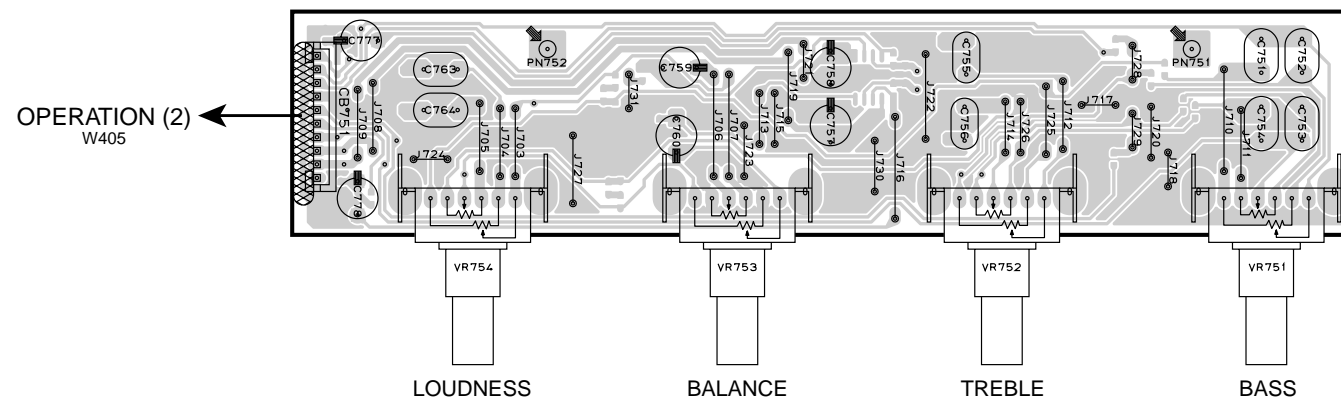 OPERATION (2)
W405
C777
CB751
J709
J708
C778
C763
C764
J724
J705
J704
J703
PN752
J727
J731
C759
C760
J706
J707
J723
J713
J715
J719
J721
C758
C757
J730
J716
J722
C755
C756
J714
J726
J725
J712
J717
J728
J729
J720
J718
PN751
J710
J711
C751
C752
C754
C753
VR754
VR753
VR752
VR751
LOUDNESS
BALANCE
TREBLE
BASS